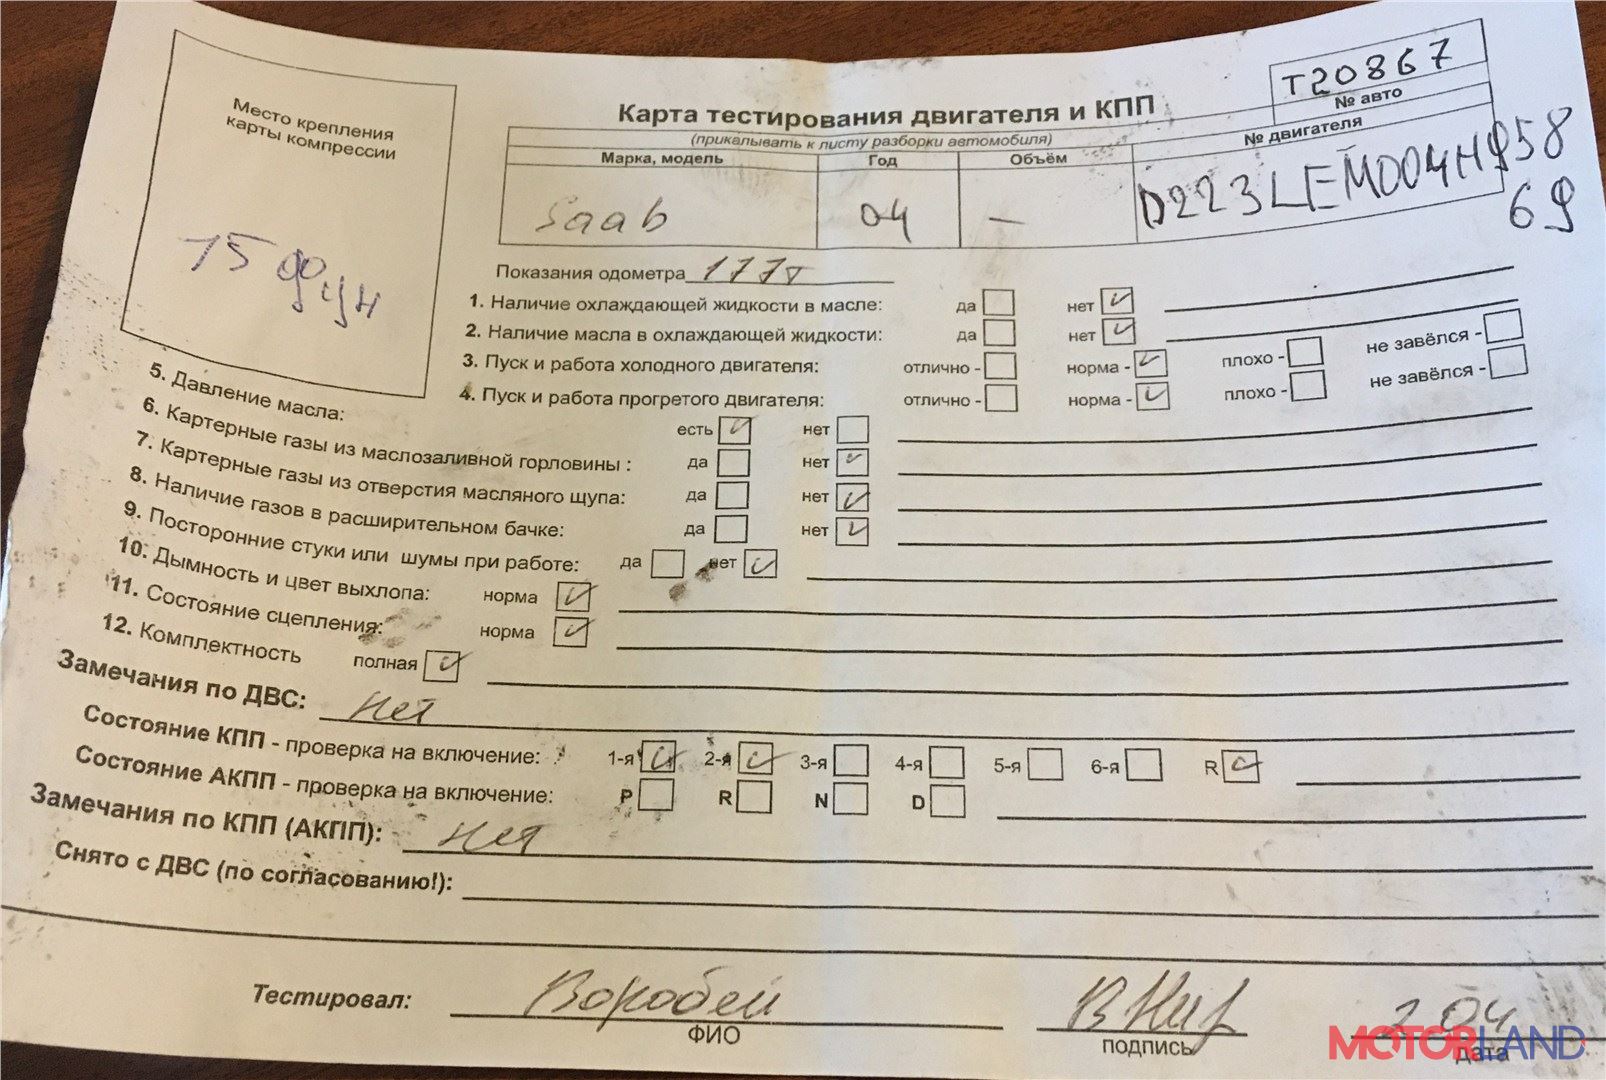 Место крепления
карты компрессии
15
Карта тестирования двигателя и КПП
(прикалывать к листу разборки автомобиля)
T20867
№ авто
Марка, модель Год Объём № двигателя
Saab 04 — D223LEM004H958
69
Показания одометра 177т
1. Наличие охлаждающей жидкости в масле: да нет
2. Наличие масла в охлаждающей жидкости: да нет
3. Пуск и работа холодного двигателя: отлично - норма - плохо - не завёлся -
4. Пуск и работа прогретого двигателя: отлично - норма - плохо - не завёлся -
5. Давление масла: есть нет
6. Картерные газы из маслозаливной горловины : да нет
7. Картерные газы из отверстия масляного щупа: да нет
8. Наличие газов в расширительном бачке: да нет
9. Посторонние стуки или шумы при работе: да нет
10. Дымность и цвет выхлопа: норма
11. Состояние сцепления: норма
12. Комплектность полная
Замечания по ДВС: Нет
Состояние КПП - проверка на включение: 1-я 2-я 3-я 4-я 5-я 6-я R
Состояние АКПП - проверка на включение: P R N D
Замечания по КПП (АКПП): Нет
Снято с ДВС (по согласованию!):
Тестировал: Воробей 2 04
ФИО подпись дата
MOTORLAND